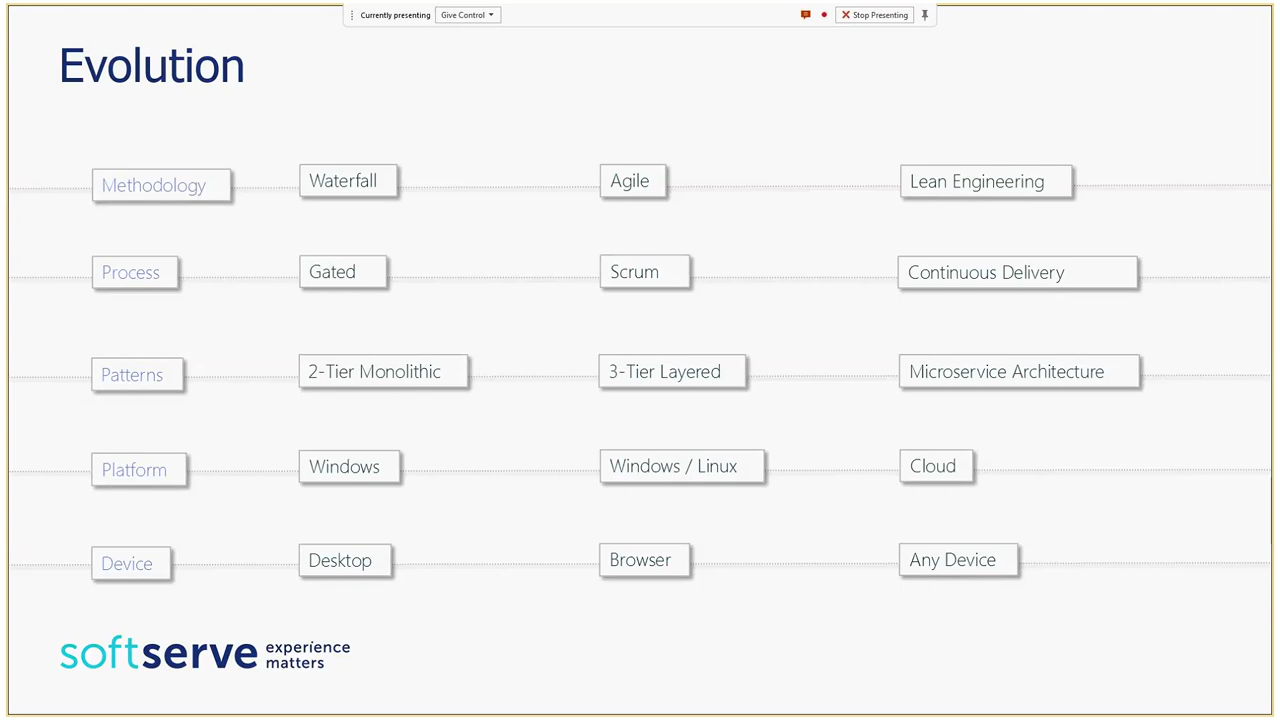 Currently presenting Give Control Stop Presenting
Evolution
Methodology Waterfall Agile Lean Engineering
Process Gated Scrum Continuous Delivery
Patterns 2-Tier Monolithic 3-Tier Layered Microservice Architecture
Platform Windows Windows / Linux Cloud
Device Desktop Browser Any Device
softserve experience
matters